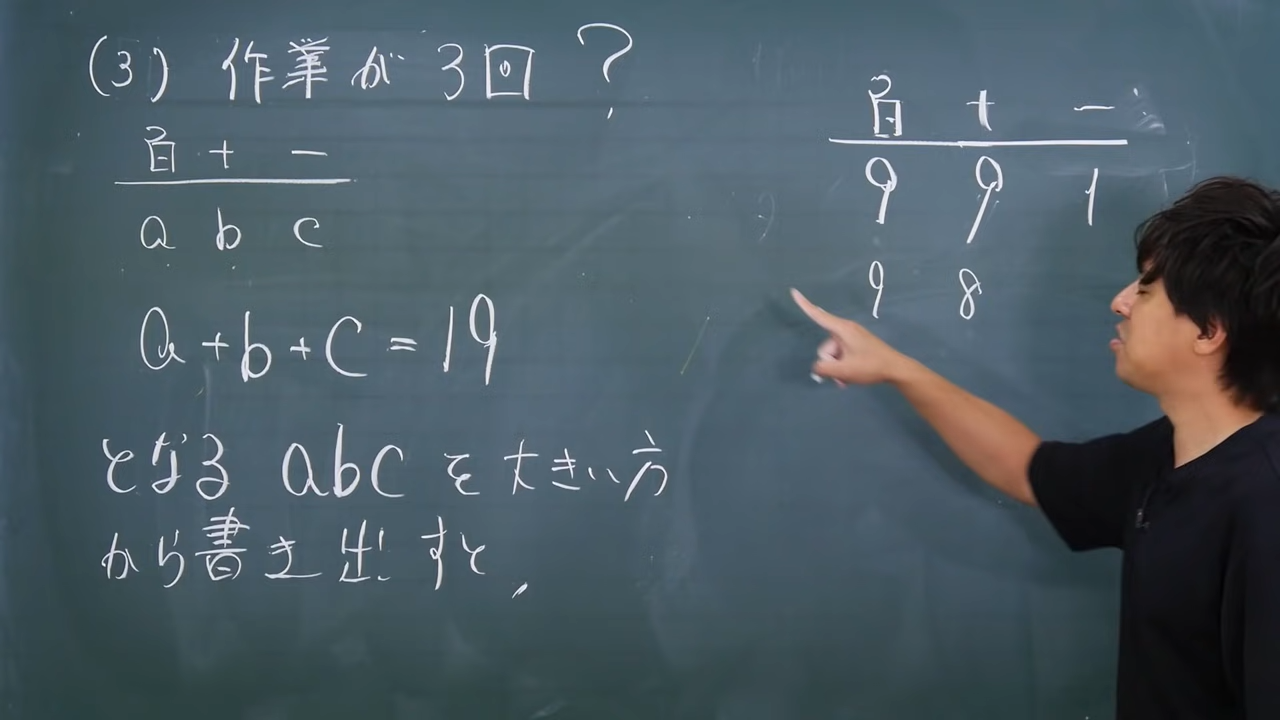 (3) 作業が3回?
百 十 一
a b c
a+b+c=19
となる abc を大きい方
から書き出すと,
百 十 一
9 9 1
9 8